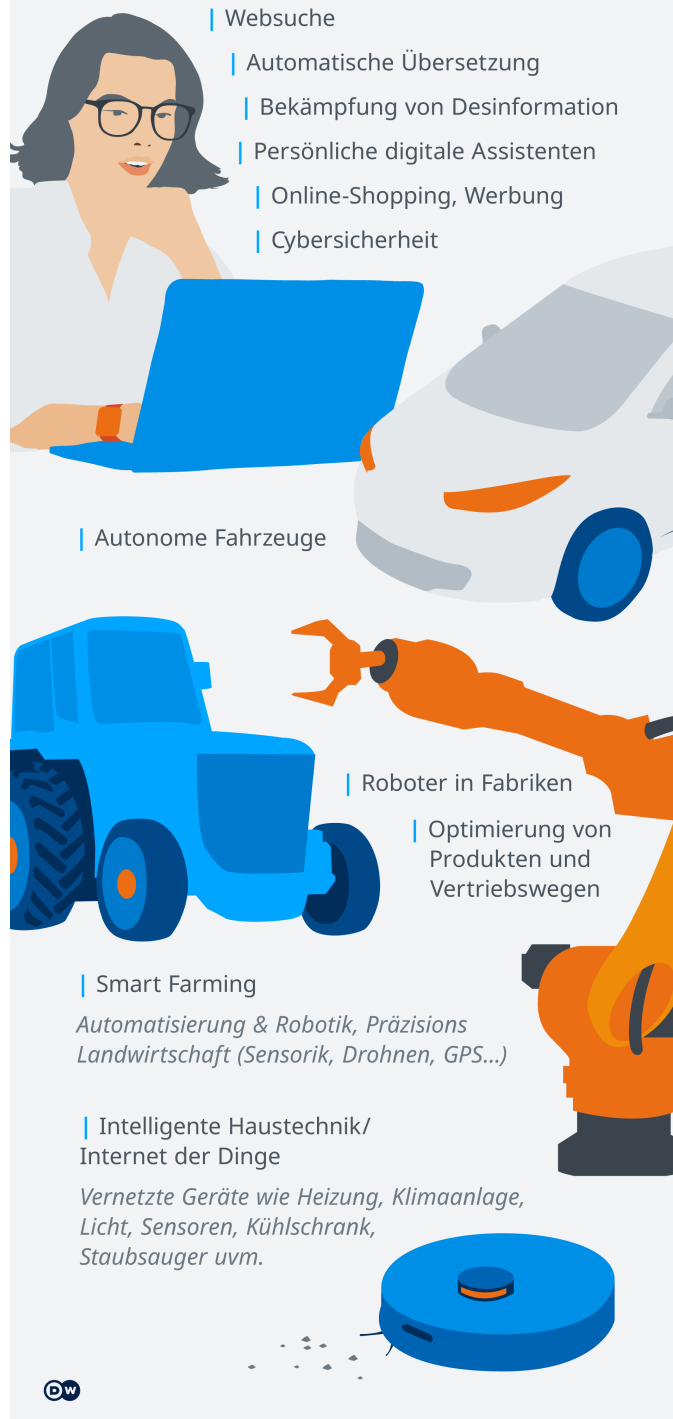 | Websuche
| Automatische Übersetzung
| Bekämpfung von Desinformation
| Persönliche digitale Assistenten
| Online-Shopping, Werbung
| Cybersicherheit
| Autonome Fahrzeuge
| Roboter in Fabriken
| Optimierung von
Produkten und
Vertriebswegen
| Smart Farming
Automatisierung & Robotik, Präzisions
Landwirtschaft (Sensorik, Drohnen, GPS...)
| Intelligente Haustechnik/
Internet der Dinge
Vernetzte Geräte wie Heizung, Klimaanlage,
Licht, Sensoren, Kühlschrank,
Staubsauger uvm.
DW